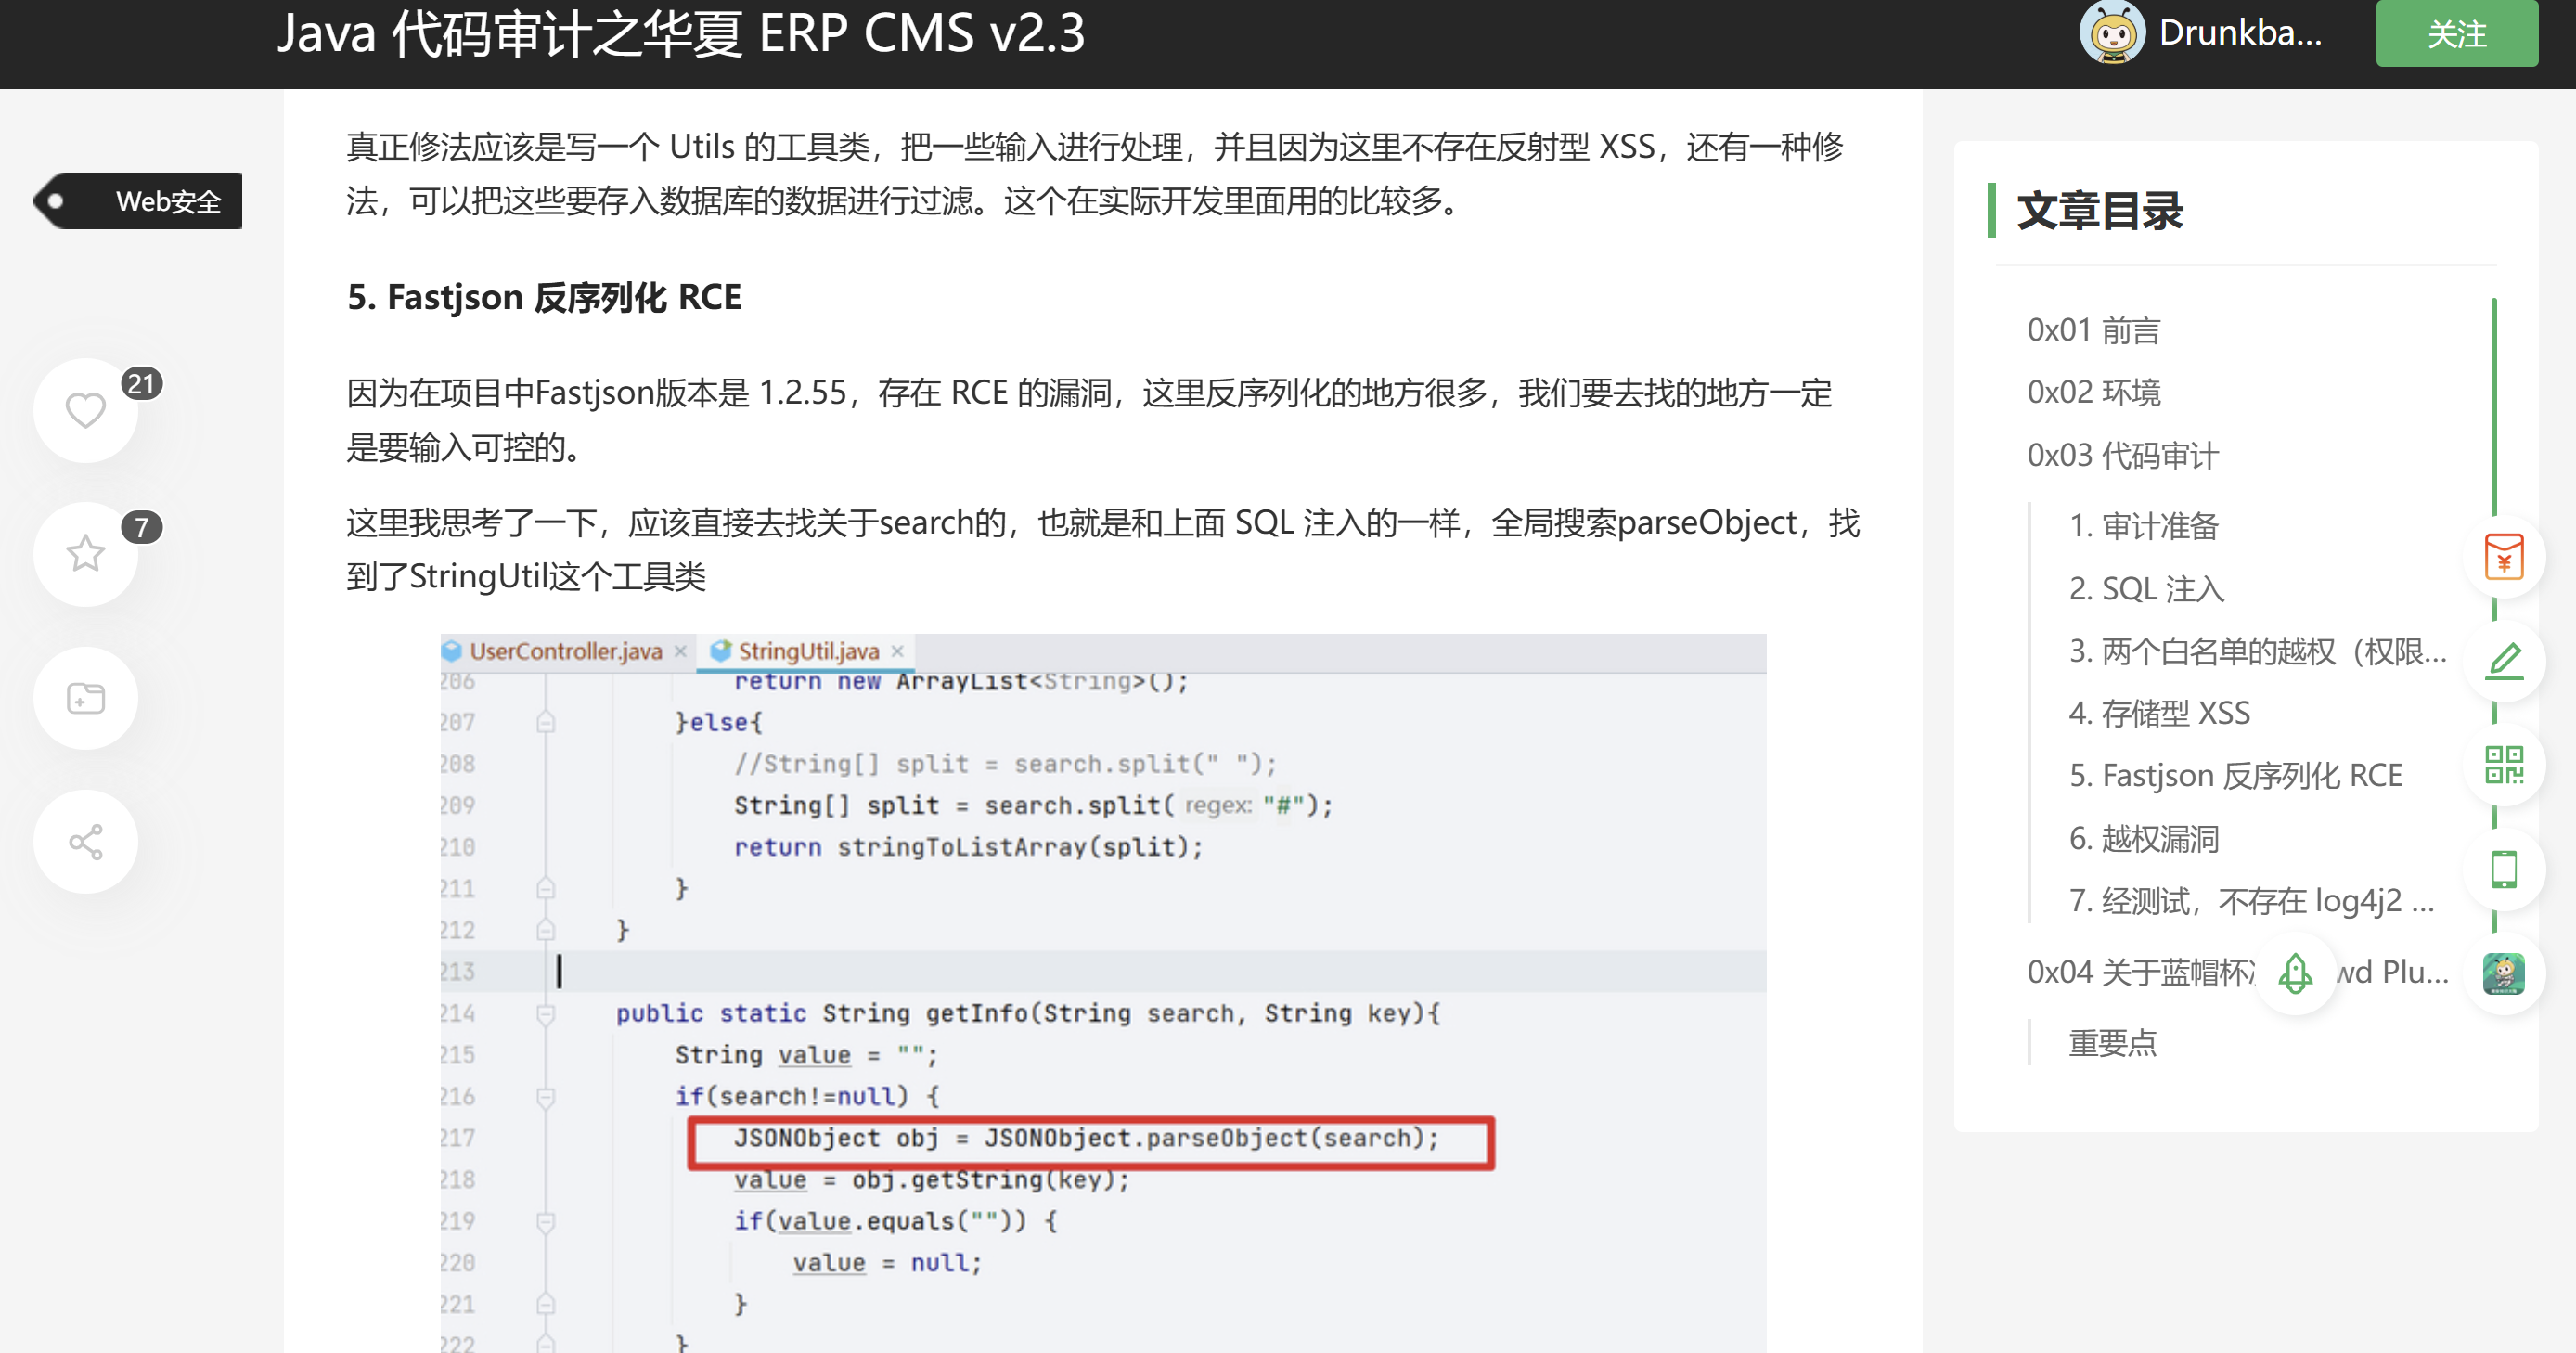 Java 代码审计之华夏 ERP CMS v2.3
Drunkba...
关注
Web安全
21
7
真正修法应该是写一个 Utils 的工具类，把一些输入进行处理，并且因为这里不存在反射型 XSS，还有一种修
法，可以把这些要存入数据库的数据进行过滤。这个在实际开发里面用的比较多。
5. Fastjson 反序列化 RCE
因为在项目中Fastjson版本是 1.2.55，存在 RCE 的漏洞，这里反序列化的地方很多，我们要去找的地方一定
是要输入可控的。
这里我思考了一下，应该直接去找关于search的，也就是和上面 SQL 注入的一样，全局搜索parseObject，找
到了StringUtil这个工具类
UserController.java × StringUtil.java ×
206 return new ArrayList<String>();
207 }else{
208 //String[] split = search.split(" ");
209 String[] split = search.split( regex: "#");
210 return stringToListArray(split);
211 }
212 }
213
214 public static String getInfo(String search, String key){
215 String value = "";
216 if(search!=null) {
217 JSONObject obj = JSONObject.parseObject(search);
218 value = obj.getString(key);
219 if(value.equals("")) {
220 value = null;
221 }
222 }
文章目录
0x01 前言
0x02 环境
0x03 代码审计
1. 审计准备
2. SQL 注入
3. 两个白名单的越权（权限...
4. 存储型 XSS
5. Fastjson 反序列化 RCE
6. 越权漏洞
7. 经测试，不存在 log4j2 ...
0x04 关于蓝帽杯 wd Plu...
重要点